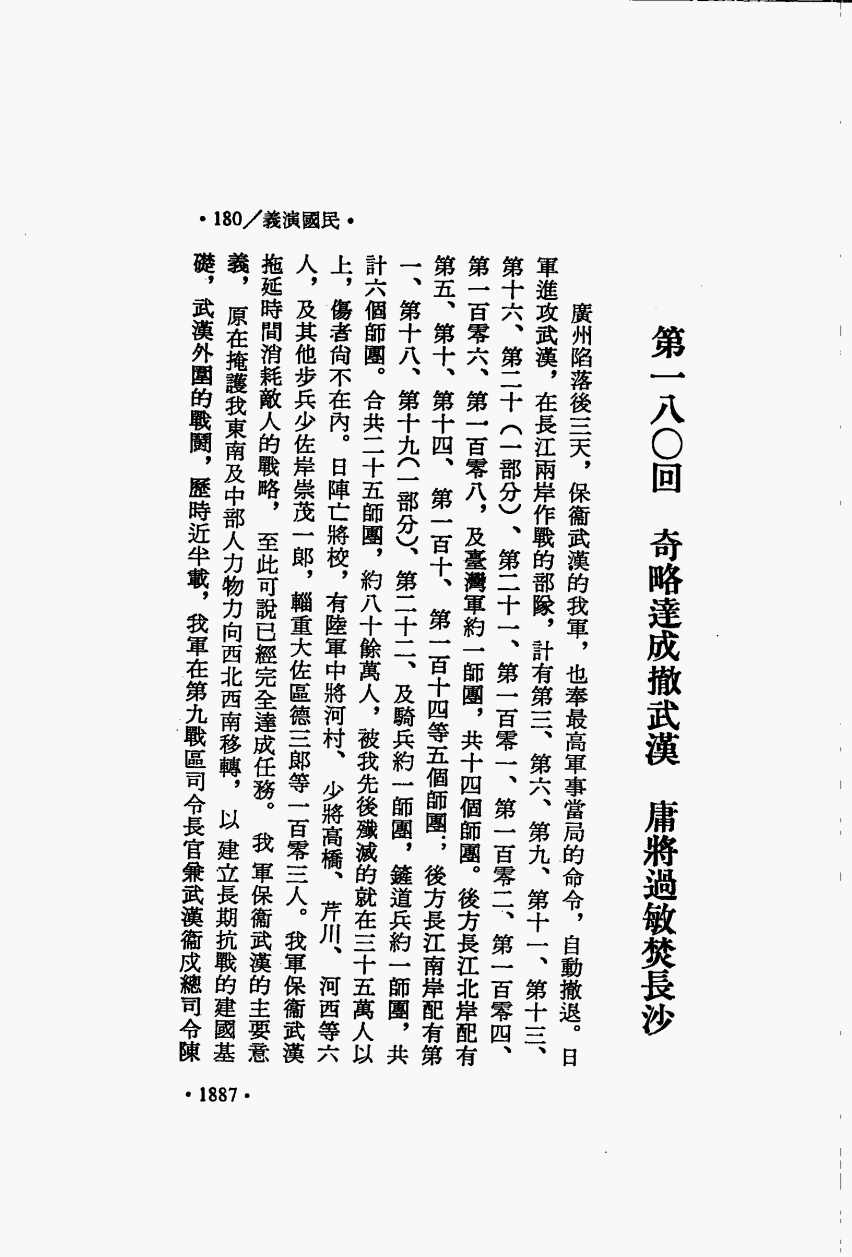 ·民國演義/180·
第一八〇回　奇略達成撤武漢　庸將過敏焚長沙
廣州陷落後三天，保衞武漢的我軍，也奉最高軍事當局的命令，自動撤退。日
軍進攻武漢，在長江兩岸作戰的部隊，計有第三、第六、第九、第十一、第十三、
第十六、第二十（一部分）、第二十一、第一百零一、第一百零二、第一百零四、
第一百零六、第一百零八，及臺灣軍約一師團，共十四個師團。後方長江北岸配有
第五、第十、第十四、第一百十、第一百十四等五個師團；後方長江南岸配有第
一、第十八、第十九（一部分）、第二十二、及騎兵約一師團，鏟道兵約一師團，共
計六個師團。合共二十五師團，約八十餘萬人，被我先後殲滅的就在三十五萬人以
上，傷者尙不在內。日陣亡將校，有陸軍中將河村、少將高橋、芹川、河西等六
人，及其他步兵少佐岸崇茂一郎，輜重大佐區德三郎等一百零三人。我軍保衞武漢
拖延時間消耗敵人的戰略，至此可說已經完全達成任務。我軍保衞武漢的主要意
義，原在掩護我東南及中部人力物力向西北西南移轉，以建立長期抗戰的建國基
礎，武漢外圍的戰鬪，歷時近半載，我軍在第九戰區司令長官兼武漢衞戍總司令陳
·1887·